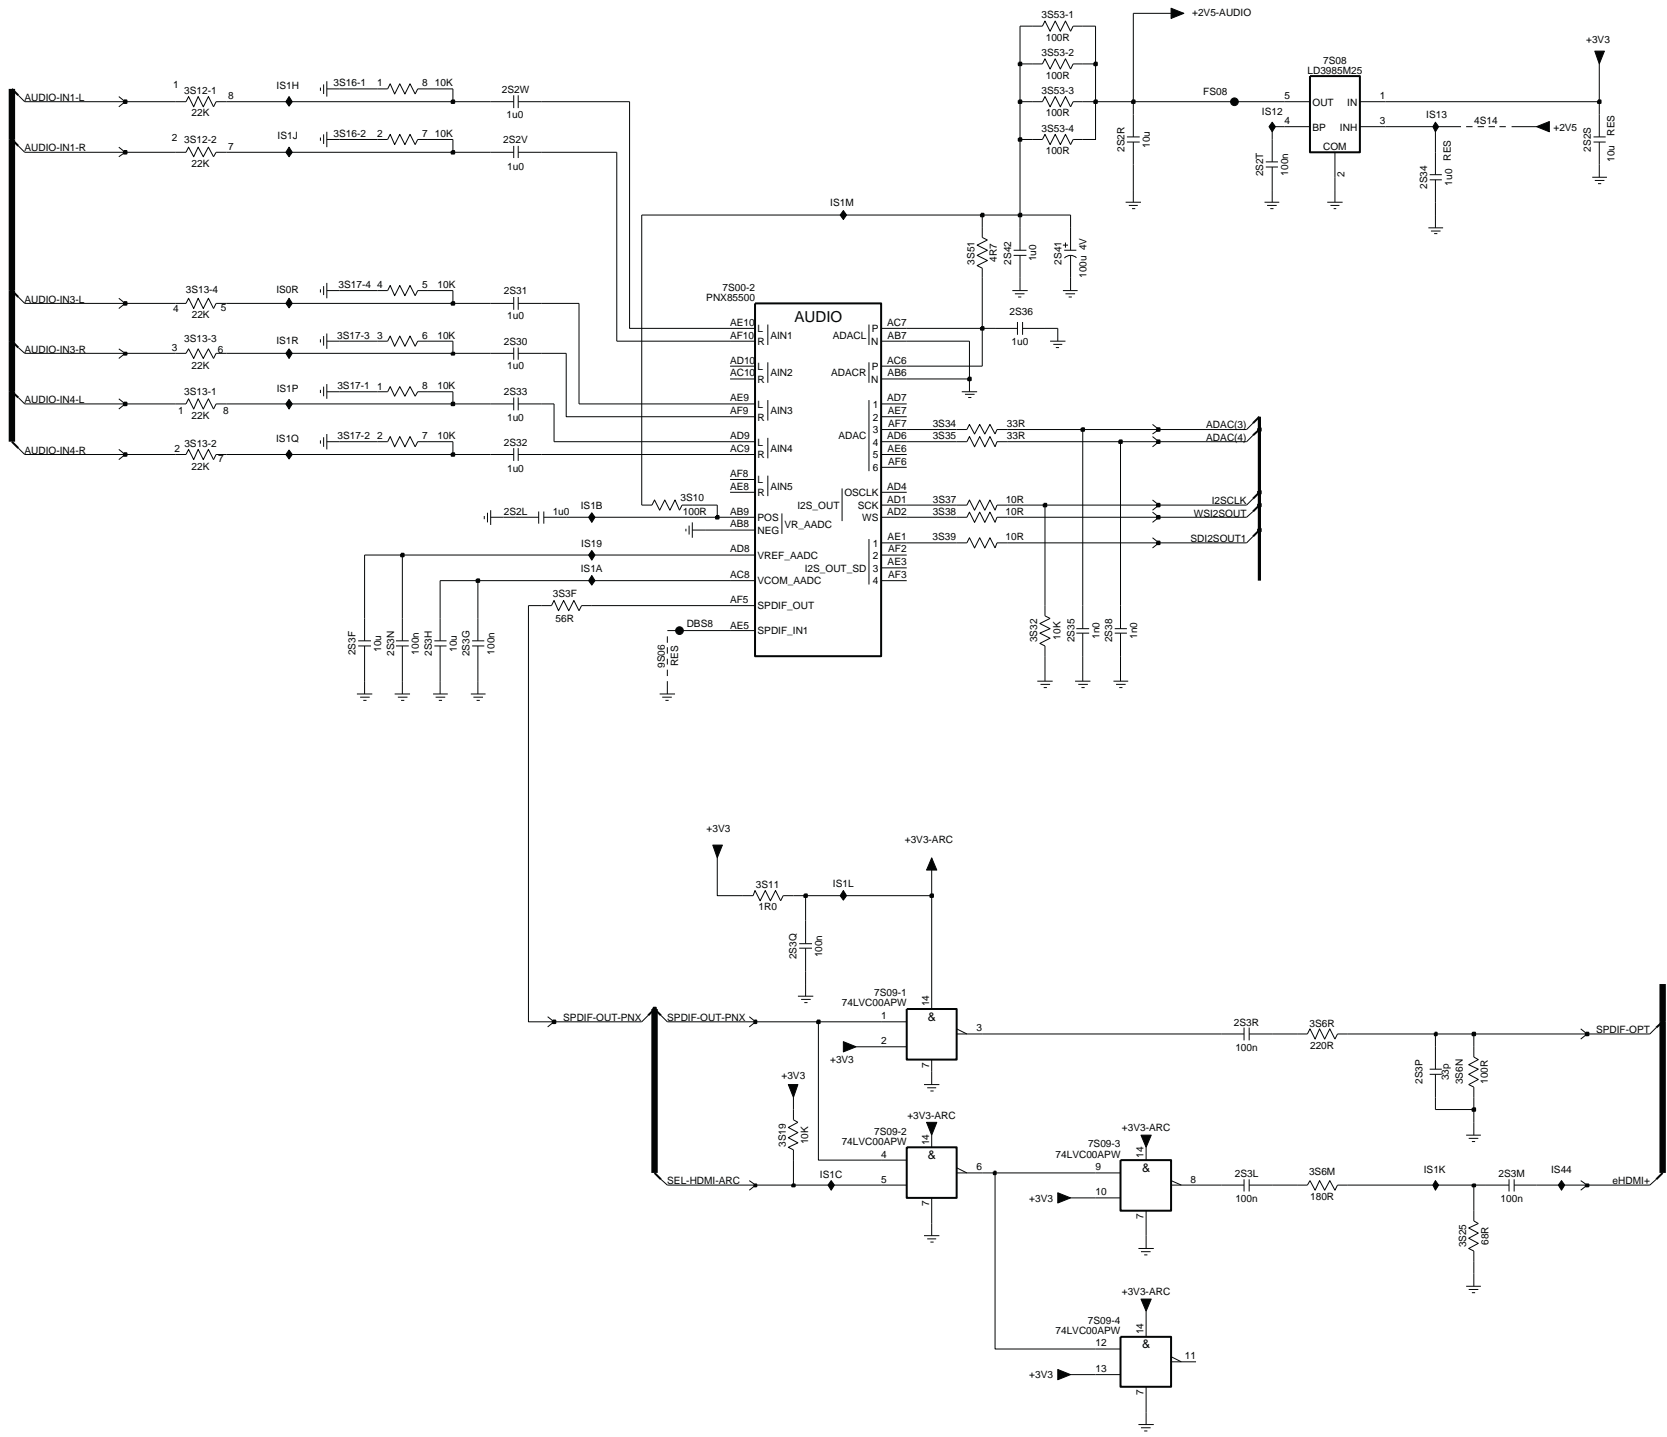 3S53-1
100R
3S53-2
100R
3S53-3
100R
3S53-4
100R
+2V5-AUDIO
2S2R
10u
FS08
7S08
LD3985M25
5 OUT IN 1
4 BP INH 3
COM
2
IS12
2S2T
100n
IS13
4S14
+2V5
2S34
1u0 RES
+3V3
2S2S
10u RES
AUDIO-IN1-L
1 3S12-1 8
22K
IS1H
3S16-1 1 8 10K
2S2W
1u0
AUDIO-IN1-R
2 3S12-2 7
22K
IS1J
3S16-2 2 7 10K
2S2V
1u0
AUDIO-IN3-L
4 3S13-4 5
22K
IS0R
3S17-4 4 5 10K
2S31
1u0
AUDIO-IN3-R
3 3S13-3 6
22K
IS1R
3S17-3 3 6 10K
2S30
1u0
AUDIO-IN4-L
1 3S13-1 8
22K
IS1P
3S17-1 1 8 10K
2S33
1u0
AUDIO-IN4-R
2 3S13-2 7
22K
IS1Q
3S17-2 2 7 10K
2S32
1u0
IS1M
3S51
4R7
2S42
1u0
2S41
100u 4V
+
2S36
1u0
7S00-2
PNX85500
AUDIO
AE10 L AIN1
AF10 R
AD10 L AIN2
AC10 R
AE9 L AIN3
AF9 R
AD9 L AIN4
AC9 R
AF8 L AIN5
AE8 R
AB9 POS VR_AADC
AB8 NEG
AD8 VREF_AADC
AC8 VCOM_AADC
AF5 SPDIF_OUT
AE5 SPDIF_IN1
ADACL P AC7
N AB7
ADACR P AC6
N AB6
ADAC 1 AD7
2 AE7
3 AF7
4 AD6
5 AE6
6 AF6
I2S_OUT OSCLK AD4
SCK AD1
WS AD2
I2S_OUT_SD 1 AE1
2 AF2
3 AE3
4 AF3
3S10
100R
2S2L 1u0 IS1B
IS19
IS1A
3S3F
56R
DBS8
9S06
RES
2S3F
10u
2S3N
100n
2S3H
10u
2S3G
100n
3S34 33R ADAC(3)
3S35 33R ADAC(4)
3S37 10R I2SCLK
3S38 10R WSI2SOUT
3S39 10R SDI2SOUT1
3S32
10K
2S35
1n0
2S38
1n0
+3V3
3S11
1R0
IS1L
+3V3-ARC
2S3Q
100n
SPDIF-OUT-PNX
SPDIF-OUT-PNX
SEL-HDMI-ARC
+3V3
3S19
10K
IS1C
7S09-1
74LVC00APW
14
&
1
2
3
7
+3V3
+3V3-ARC
7S09-2
74LVC00APW
14
&
4
5
6
7
+3V3-ARC
7S09-3
74LVC00APW
14
&
9
10
8
7
+3V3
+3V3-ARC
7S09-4
74LVC00APW
14
&
12
13
11
7
+3V3
2S3R
100n
3S6R
220R
2S3P
33p
3S6N
100R
SPDIF-OPT
2S3L
100n
3S6M
180R
IS1K
2S3M
100n
IS44
eHDMI+
3S25
68R